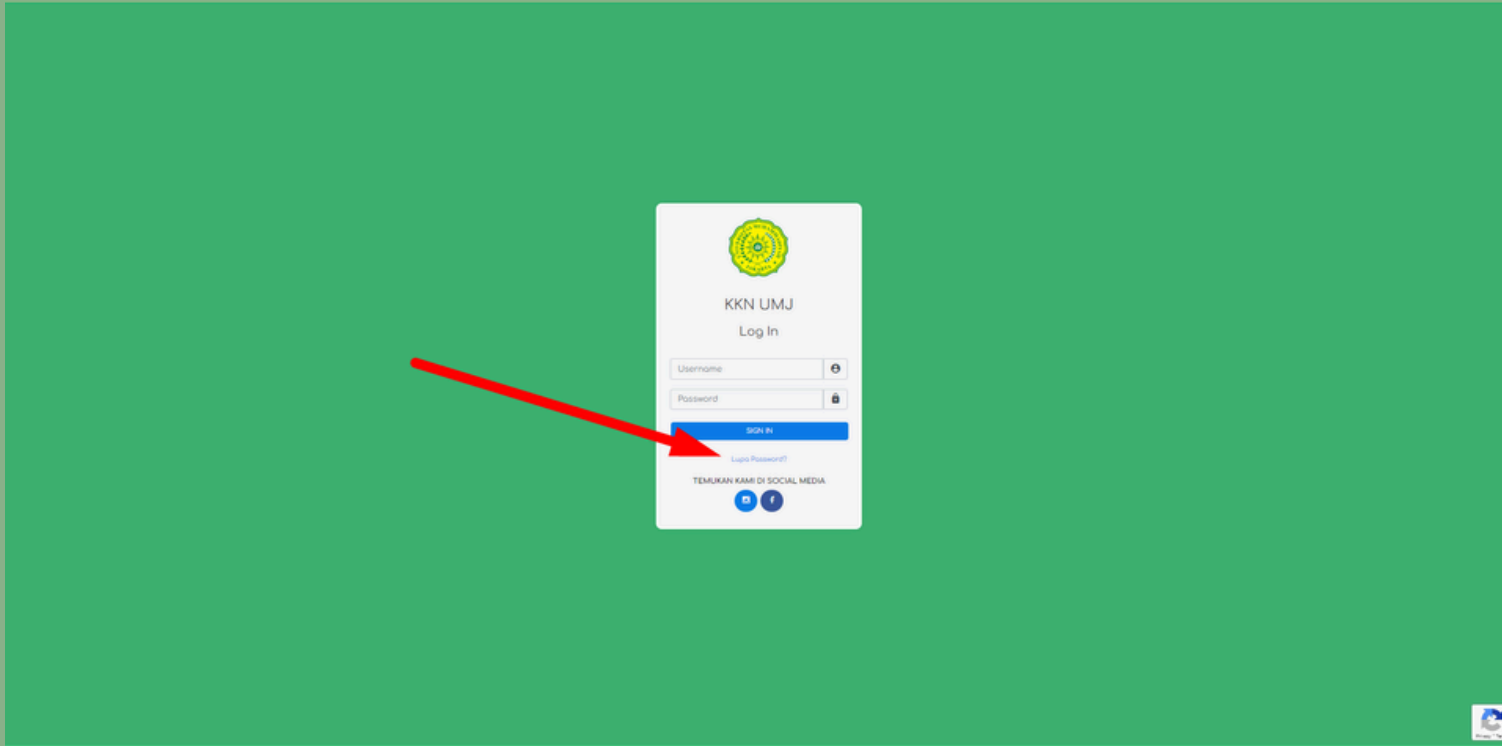 KKN UMJ
Log In
Username
Password
SIGN IN
Lupa Password?
TEMUKAN KAMI DI SOCIAL MEDIA